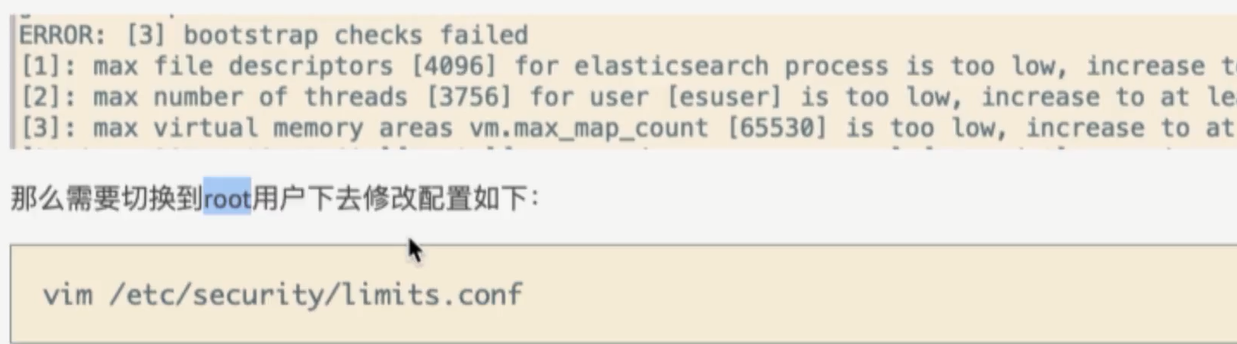 ERROR: [3] bootstrap checks failed
[1]: max file descriptors [4096] for elasticsearch process is too low, increase
[2]: max number of threads [3756] for user [esuser] is too low, increase to at
[3]: max virtual memory areas vm.max_map_count [65530] is too low, increase to at
那么需要切换到root用户下去修改配置如下：
vim /etc/security/limits.conf